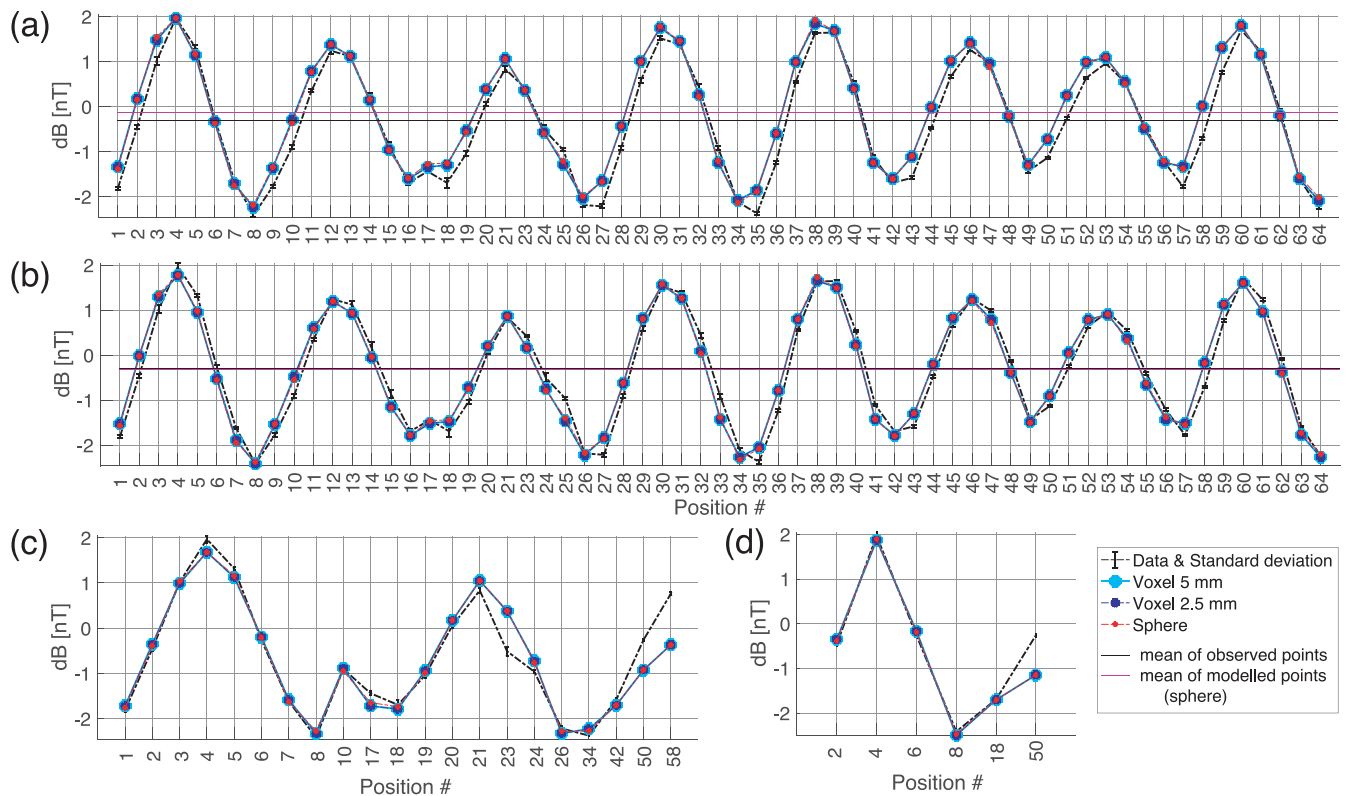 (a)
dB [nT]
2
1
0
-1
-2
1 2 3 4 5 6 7 8 9 10 11 12 13 14 15 16 17 18 19 20 21 23 24 25 26 27 28 29 30 31 32 33 34 35 36 37 38 39 40 41 42 43 44 45 46 47 48 49 50 51 52 53 54 55 56 57 58 59 60 61 62 63 64
(b)
dB [nT]
2
1
0
-1
-2
1 2 3 4 5 6 7 8 9 10 11 12 13 14 15 16 17 18 19 20 21 23 24 25 26 27 28 29 30 31 32 33 34 35 36 37 38 39 40 41 42 43 44 45 46 47 48 49 50 51 52 53 54 55 56 57 58 59 60 61 62 63 64
Position #
(c)
dB [nT]
2
1
0
-1
-2
1 2 3 4 5 6 7 8 10 17 18 19 20 21 23 24 26 34 42 50 58
Position #
(d)
dB [nT]
2
1
0
-1
-2
2 4 6 8 18 50
Position #
Data & Standard deviation
Voxel 5 mm
Voxel 2.5 mm
Sphere
mean of observed points
mean of modelled points
(sphere)